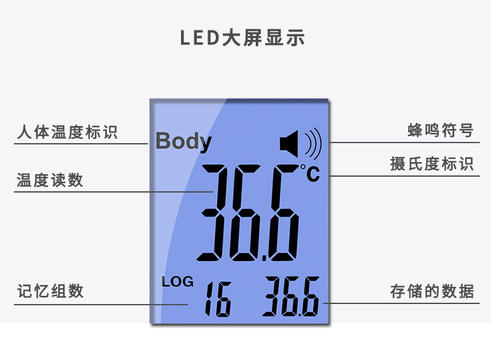 LED大屏显示
人体温度标识
Body
蜂鸣符号
温度读数
36.6
°C
摄氏度标识
记忆组数
LOG
16
36.6
存储的数据